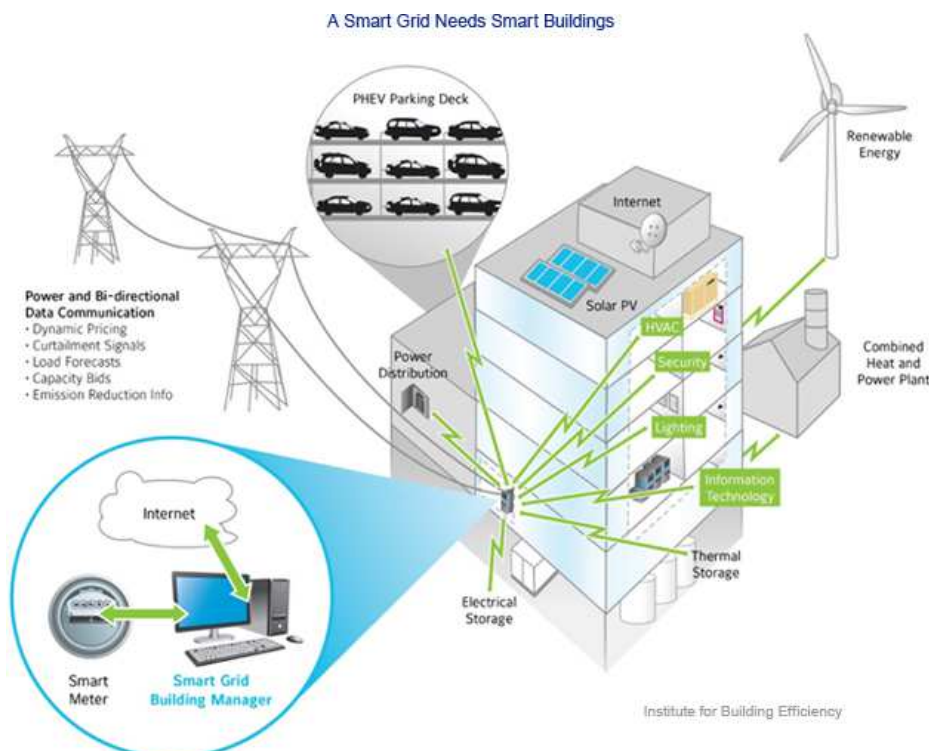 A Smart Grid Needs Smart Buildings
PHEV Parking Deck
Renewable
Energy
Internet
Solar PV
Power and Bi-directional
Data Communication
• Dynamic Pricing
• Curtailment Signals
• Load Forecasts
• Capacity Bids
• Emission Reduction Info
HVAC
Power
Distribution
Security
Combined
Heat and
Power Plant
Lighting
Information
Technology
Internet
Thermal
Storage
Electrical
Storage
Smart
Meter
Smart Grid
Building Manager
Institute for Building Efficiency